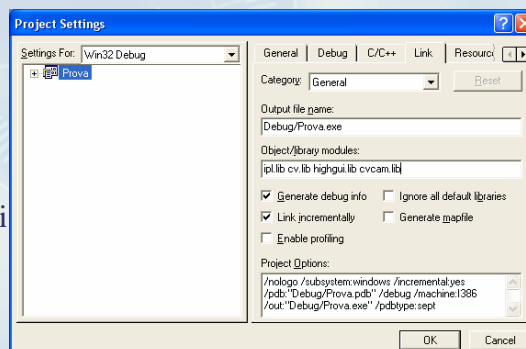 Project Settings
Settings For: Win32 Debug
Prova
General Debug C/C++ Link Resourc
Category: General Reset
Output file name:
Debug/Prova.exe
Object/library modules:
ipl.lib cv.lib highgui.lib cvcam.lib
Generate debug info Ignore all default libraries
Link incrementally Generate mapfile
Enable profiling
Project Options:
/nologo /subsystem:windows /incremental:yes
/pdb:"Debug/Prova.pdb" /debug /machine:I386
/out:"Debug/Prova.exe" /pdbtype:sept
OK Cancel
i